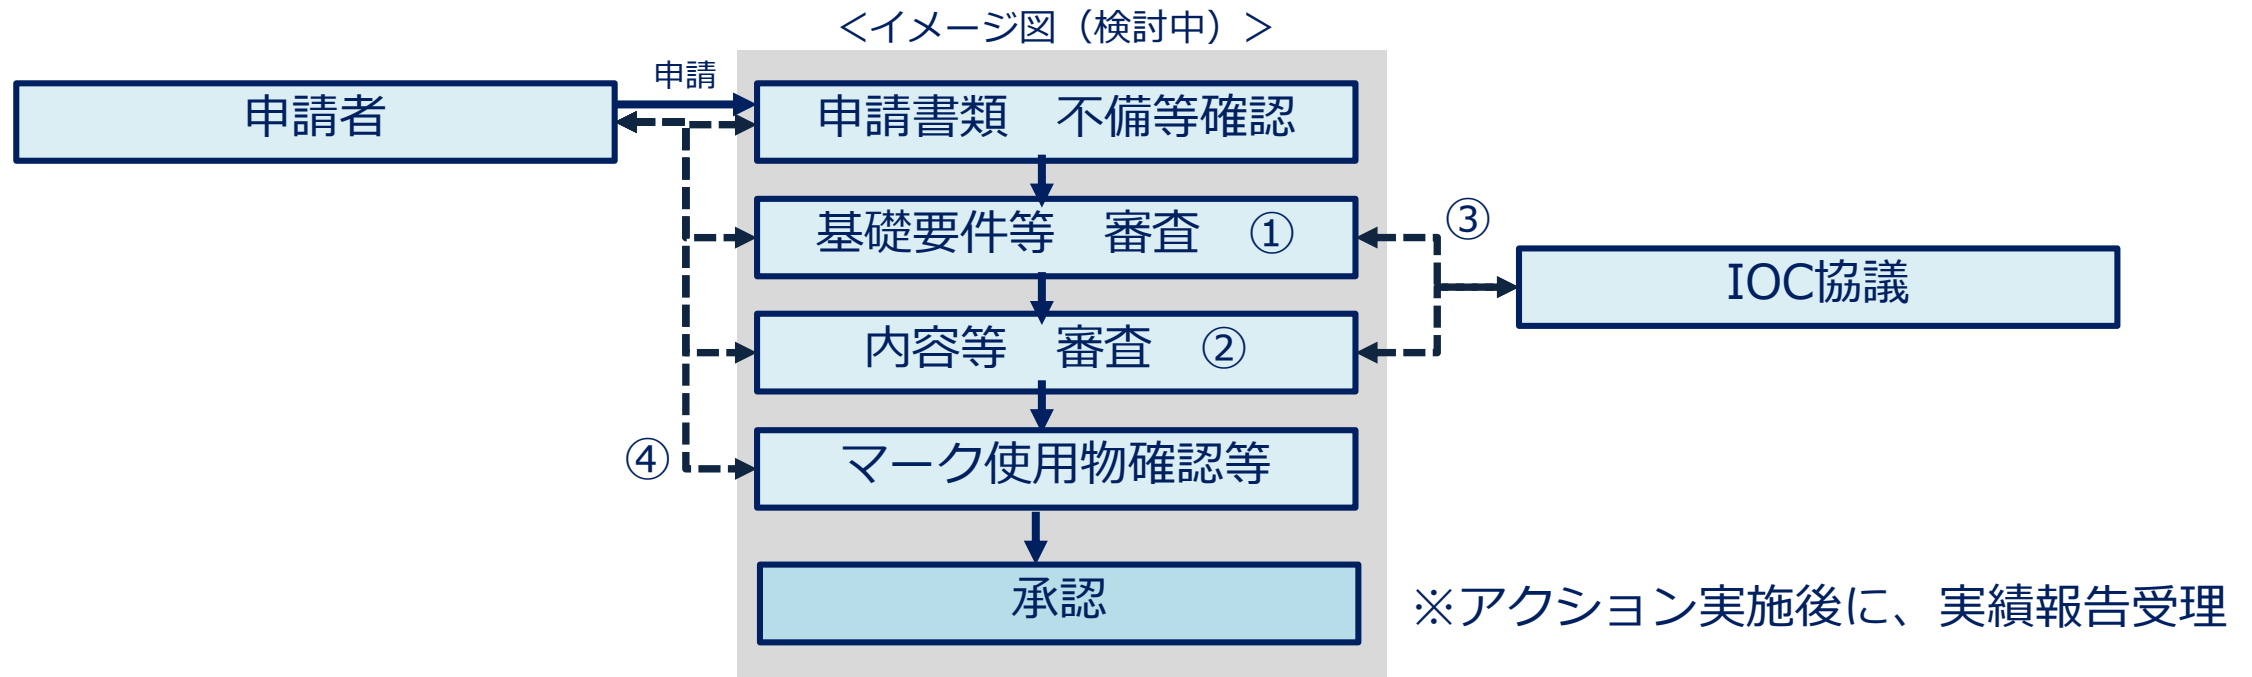 ＜イメージ図（検討中）＞
申請
申請者
申請書類　不備等確認
基礎要件等　審査　①
③
IOC協議
内容等　審査　②
④
マーク使用物確認等
承認
※アクション実施後に、実績報告受理